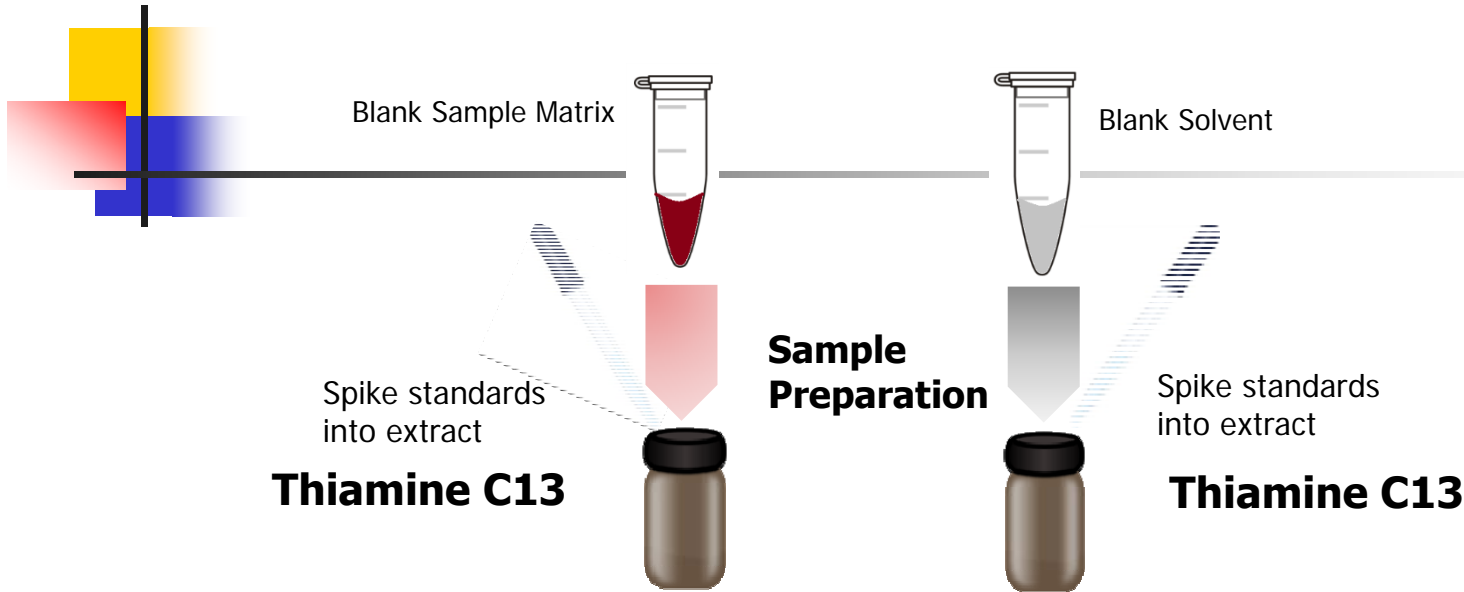 Blank Sample Matrix
Blank Solvent
Sample
Preparation
Spike standards
into extract
Thiamine C13
Spike standards
into extract
Thiamine C13